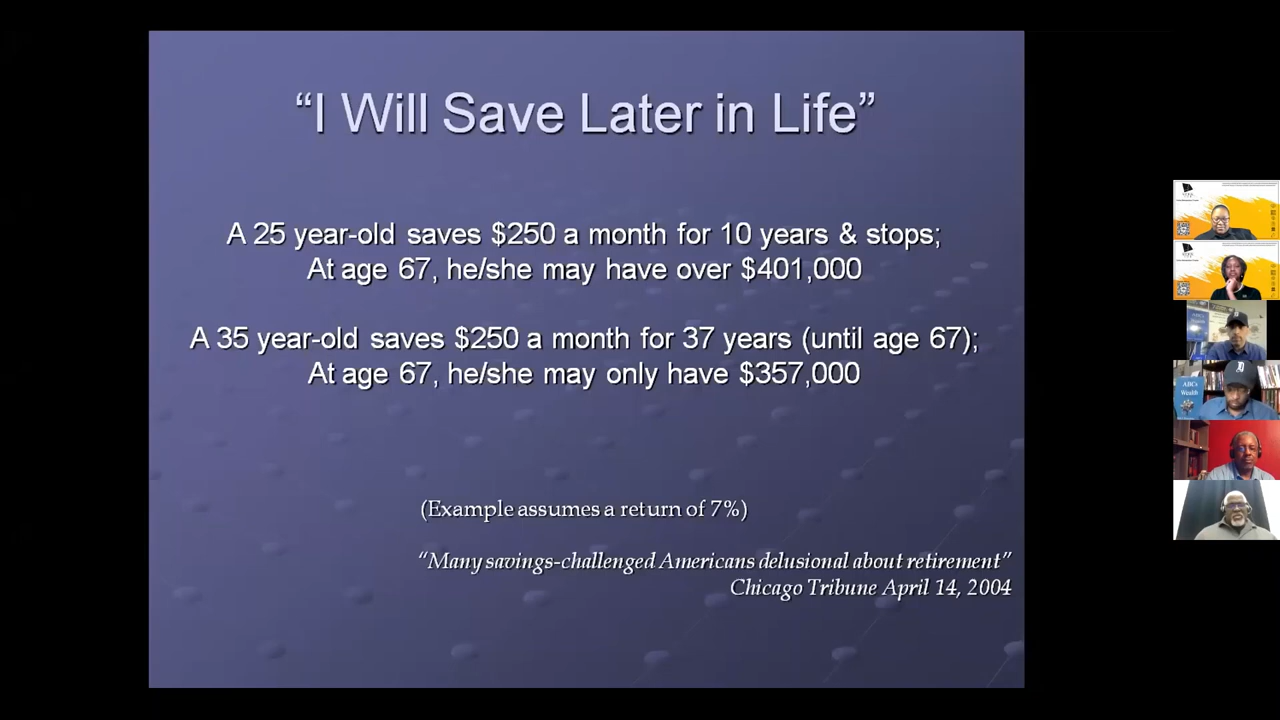 “I Will Save Later in Life”
A 25 year-old saves $250 a month for 10 years & stops;
At age 67, he/she may have over $401,000
A 35 year-old saves $250 a month for 37 years (until age 67);
At age 67, he/she may only have $357,000
(Example assumes a return of 7%)
“Many savings-challenged Americans delusional about retirement”
Chicago Tribune April 14, 2004
ABCs
Wealth